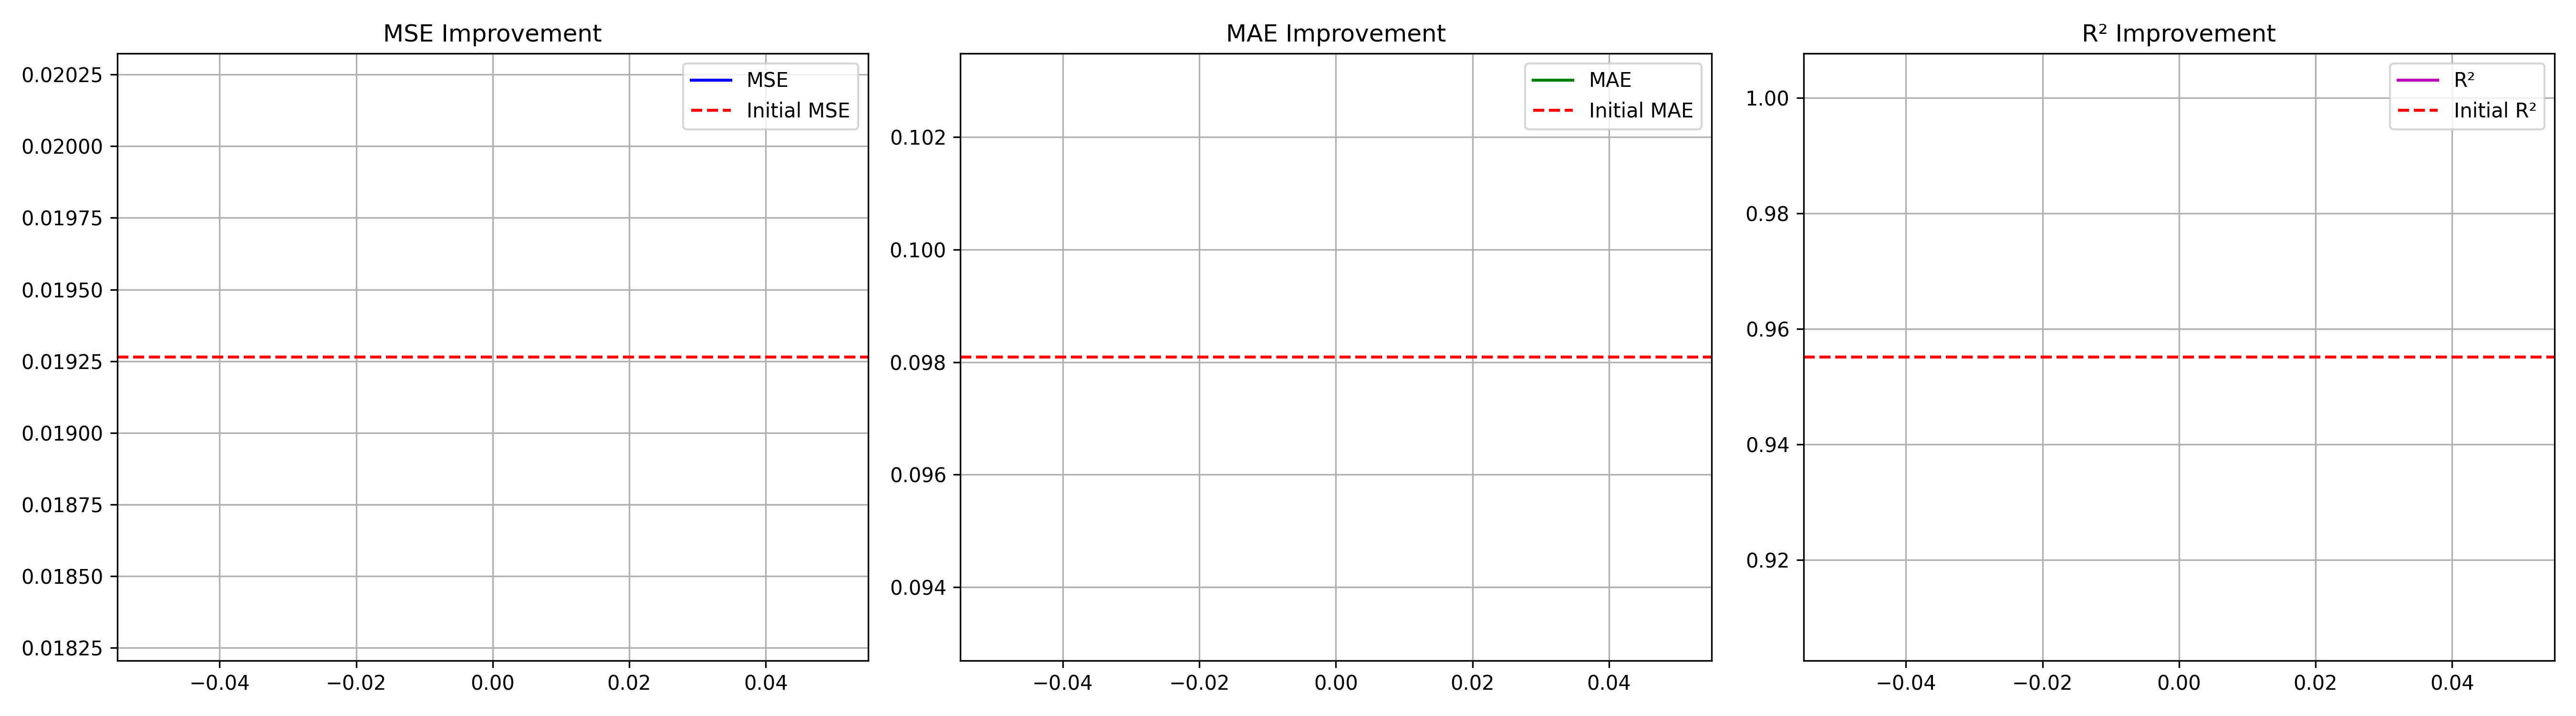 MSE Improvement
MSE
Initial MSE
0.02025
0.02000
0.01975
0.01950
0.01925
0.01900
0.01875
0.01850
0.01825
−0.04 −0.02 0.00 0.02 0.04
MAE Improvement
MAE
Initial MAE
0.102
0.100
0.098
0.096
0.094
−0.04 −0.02 0.00 0.02 0.04
R² Improvement
R²
Initial R²
1.00
0.98
0.96
0.94
0.92
−0.04 −0.02 0.00 0.02 0.04